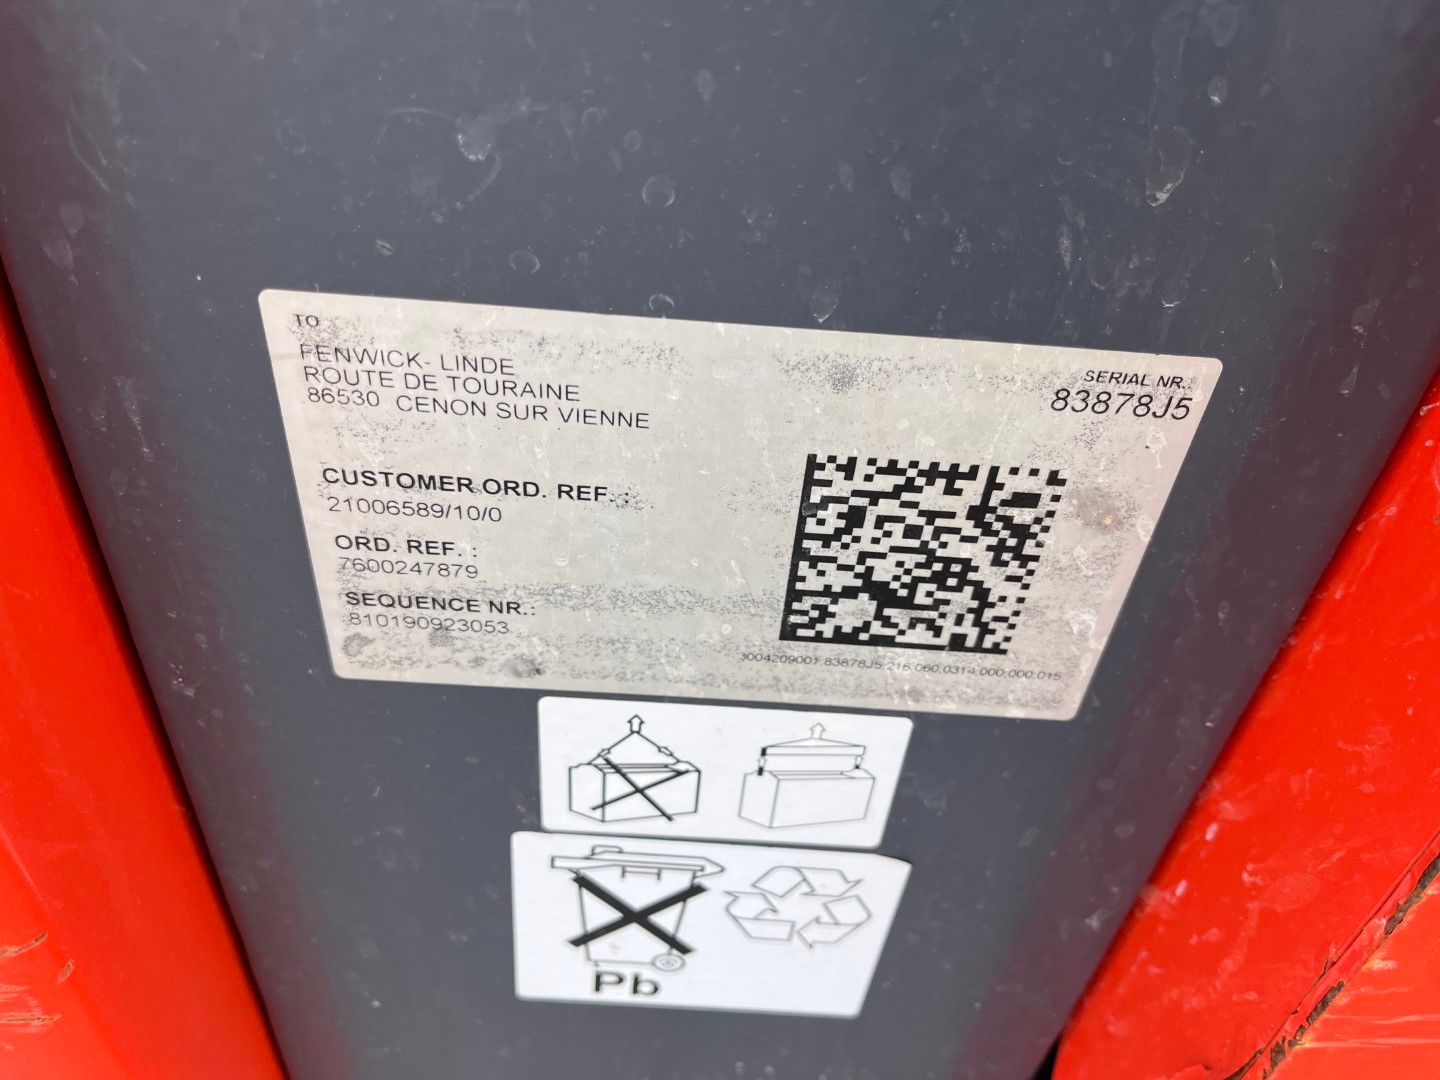 TO
FENWICK- LINDE
ROUTE DE TOURAINE
86530 CENON SUR VIENNE
SERIAL NR.:
83878J5
CUSTOMER ORD. REF. :
21006589/10/0
ORD. REF. :
7600247879
SEQUENCE NR.:
810190923053
3004209001.83878J5.216.060.0314.000.000.015
Pb